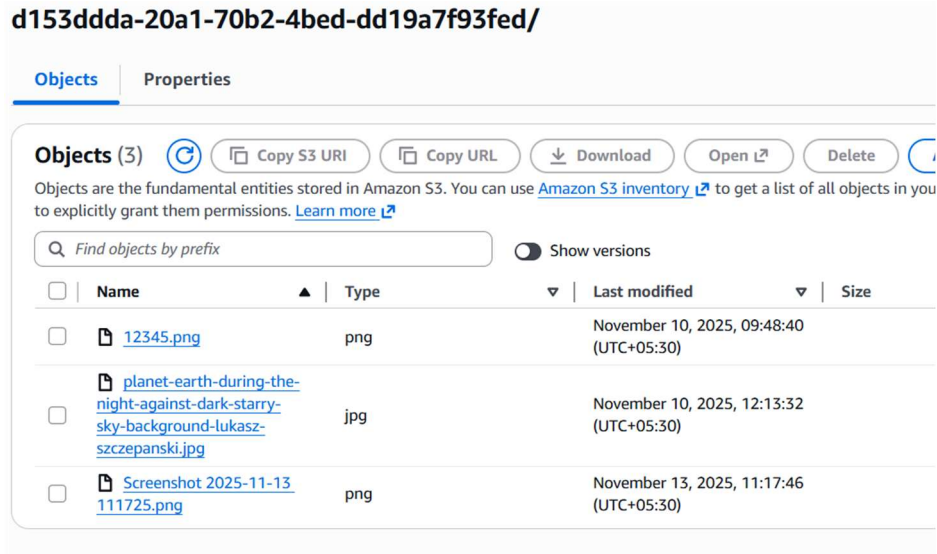 d153ddda-20a1-70b2-4bed-dd19a7f93fed/
Objects Properties
Objects (3) Copy S3 URI Copy URL Download Open Delete
Objects are the fundamental entities stored in Amazon S3. You can use Amazon S3 inventory to get a list of all objects in you
to explicitly grant them permissions. Learn more
Find objects by prefix Show versions
Name Type Last modified Size
12345.png png November 10, 2025, 09:48:40
(UTC+05:30)
planet-earth-during-the-
night-against-dark-starry-
sky-background-lukasz-
szczepanski.jpg
jpg
November 10, 2025, 12:13:32
(UTC+05:30)
Screenshot 2025-11-13
111725.png
png
November 13, 2025, 11:17:46
(UTC+05:30)